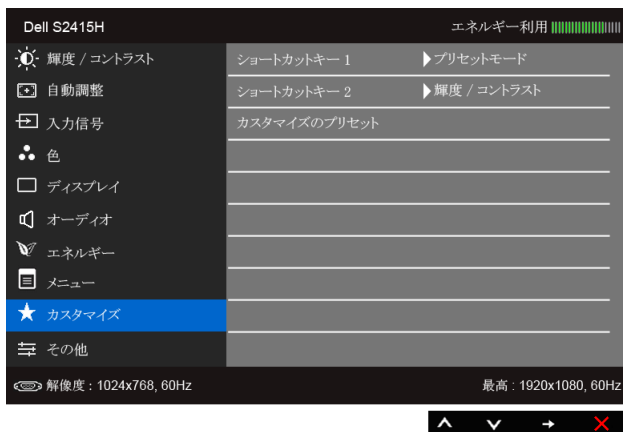 Dell S2415H エネルギー利用
輝度 / コントラスト ショートカットキー 1 プリセットモード
自動調整 ショートカットキー 2 輝度 / コントラスト
入力信号 カスタマイズのプリセット
色
ディスプレイ
オーディオ
エネルギー
メニュー
カスタマイズ
その他
解像度 : 1024x768, 60Hz 最高 : 1920x1080, 60Hz